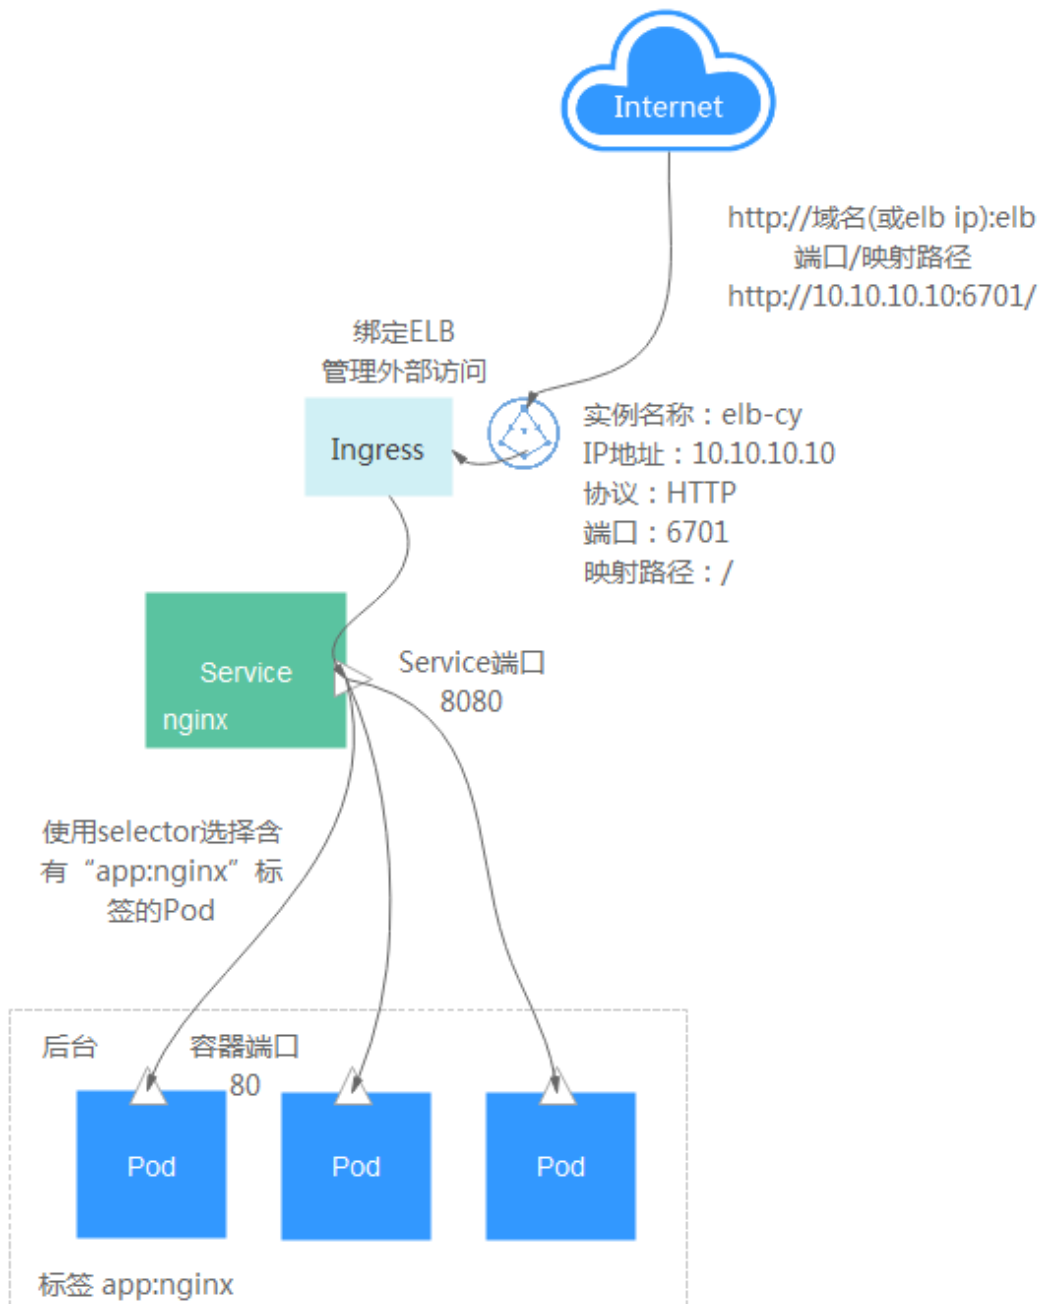 Internet
http://域名(或elb ip):elb
端口/映射路径
http://10.10.10.10:6701/
绑定ELB
管理外部访问
Ingress
实例名称：elb-cy
IP地址：10.10.10.10
协议：HTTP
端口：6701
映射路径：/
Service
nginx
Service端口
8080
使用selector选择含
有“app:nginx”标
签的Pod
后台
容器端口
80
Pod
Pod
Pod
标签 app:nginx